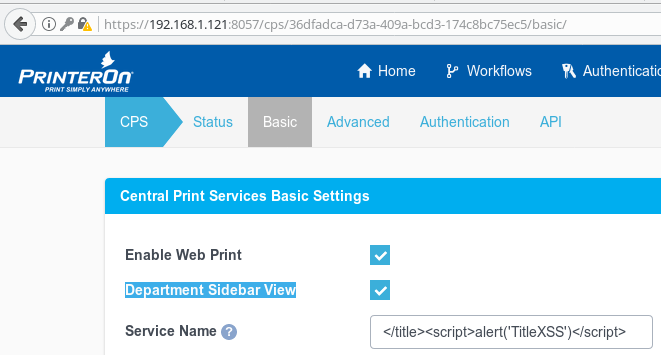 https://192.168.1.121:8057/cps/36dfadca-d73a-409a-bcd3-174c8bc75ec5/basic/
PRINTERON
PRINT SIMPLY ANYWHERE
Home Workflows Authenticatio
CPS Status Basic Advanced Authentication API
Central Print Services Basic Settings
Enable Web Print
Department Sidebar View
Service Name ? </title><script>alert('TitleXSS')</script>